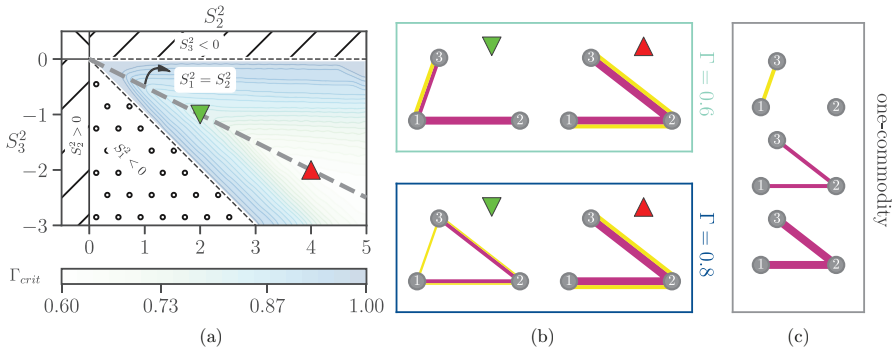 S_2^2
S_3^2 < 0
S_1^2 = S_2^2
S_3^2
S_2^2 > 0
S_1^2 < 0
0
−1
−2
−3
0 1 2 3 4 5
Γ_crit
0.60 0.73 0.87 1.00
(a)
3 3
1 2 1 2
Γ = 0.6
3 3
1 2 1 2
Γ = 0.8
(b)
3
1 2
3
1 2
3
1 2
one-commodity
(c)